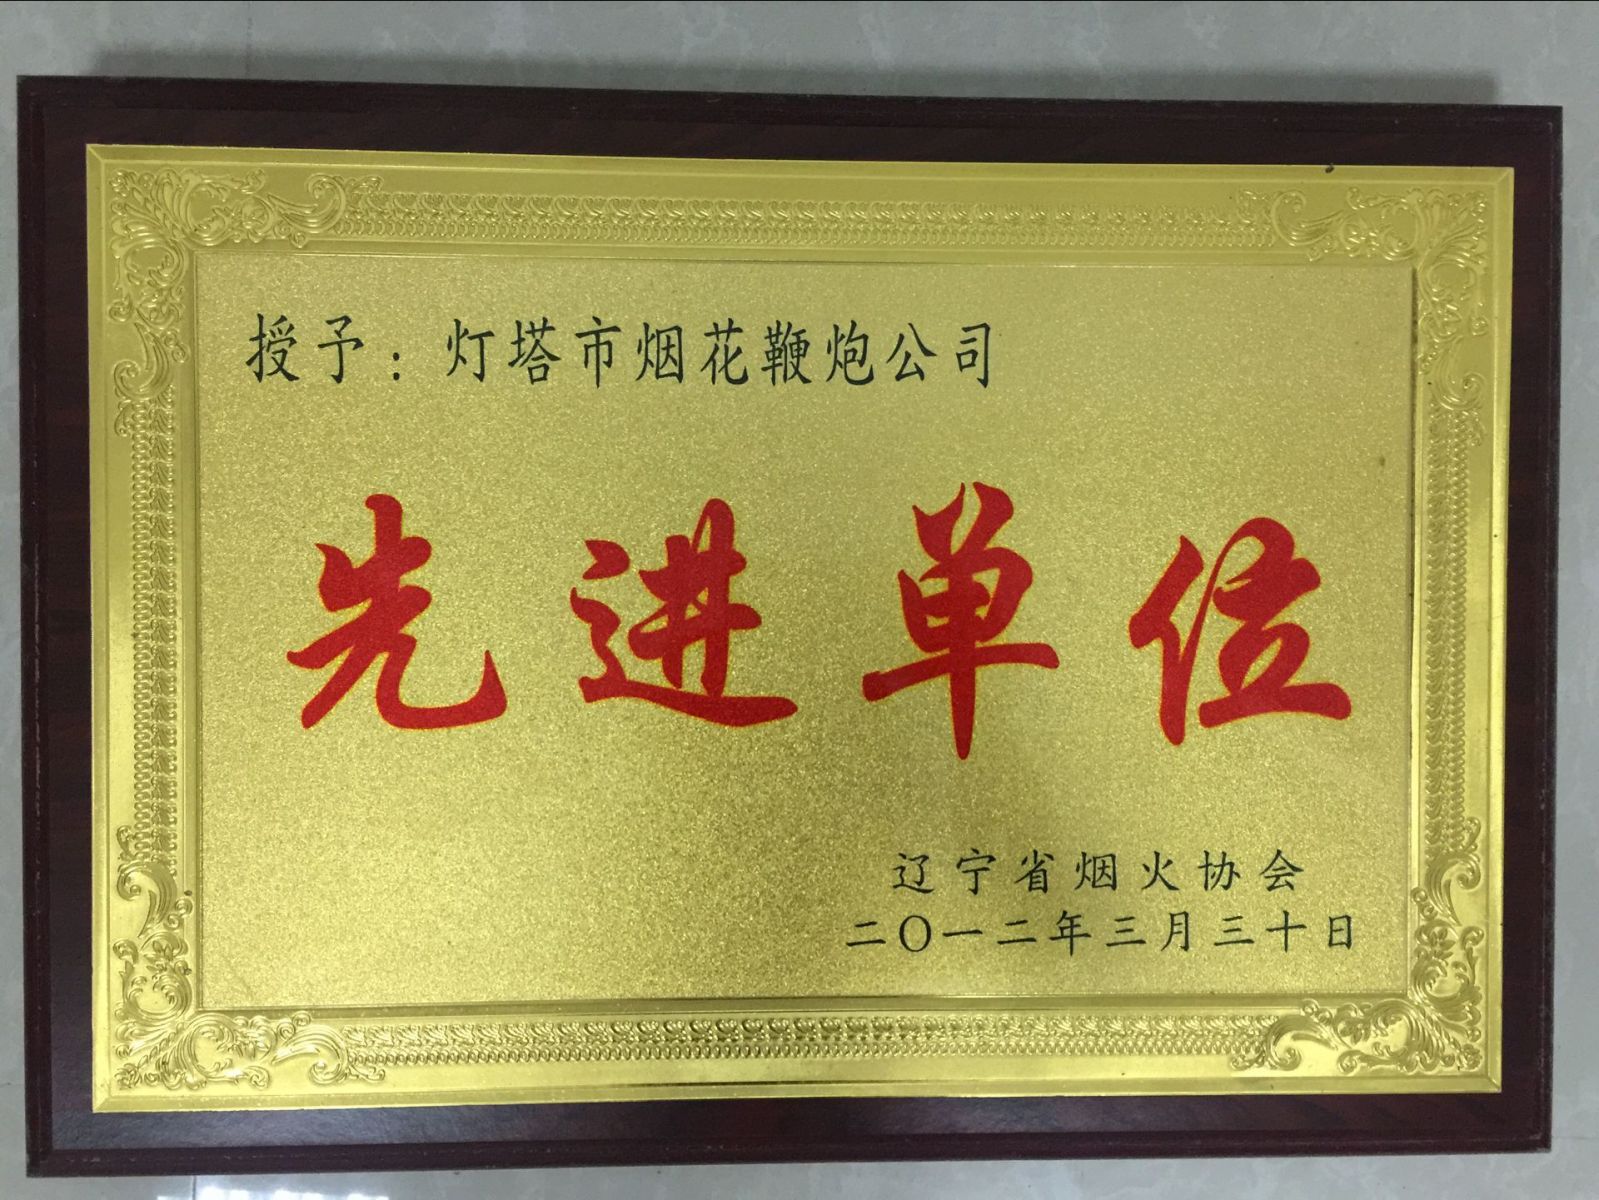 授予：灯塔市烟花鞭炮公司
先进单位
辽宁省烟火协会
二〇一二年三月三十日